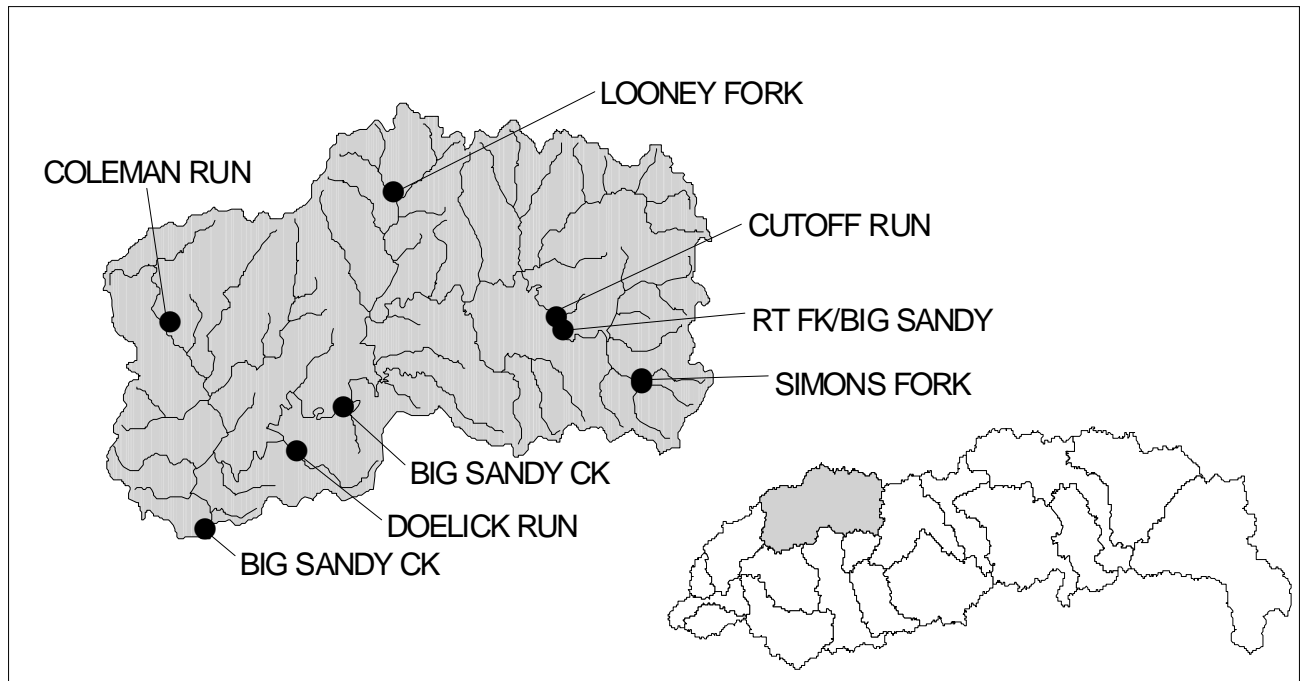 LOONEY FORK
COLEMAN RUN
CUTOFF RUN
RT FK/BIG SANDY
SIMONS FORK
BIG SANDY CK
DOELICK RUN
BIG SANDY CK